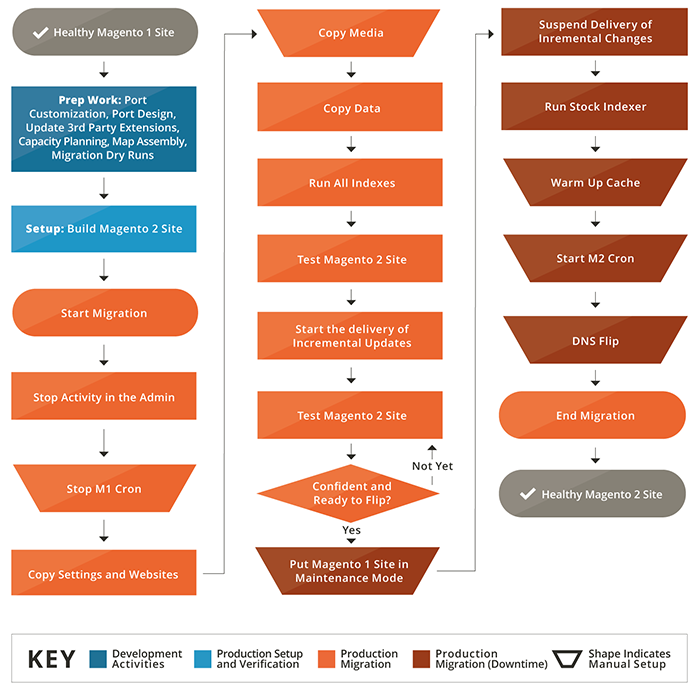 Healthy Magento 1 Site
Prep Work: Port
Customization, Port Design,
Update 3rd Party Extensions,
Capacity Planning, Map Assembly,
Migration Dry Runs
Setup: Build Magento 2 Site
Start Migration
Stop Activity in the Admin
Stop M1 Cron
Copy Settings and Websites
Copy Media
Copy Data
Run All Indexes
Test Magento 2 Site
Start the delivery of
Incremental Updates
Test Magento 2 Site
Not Yet
Confident and
Ready to Flip?
Yes
Put Magento 1 Site in
Maintenance Mode
Suspend Delivery of
Inremental Changes
Run Stock Indexer
Warm Up Cache
Start M2 Cron
DNS Flip
End Migration
Healthy Magento 2 Site
KEY
Development
Activities
Production Setup
and Verification
Production
Migration
Production
Migration (Downtime)
Shape Indicates
Manual Setup